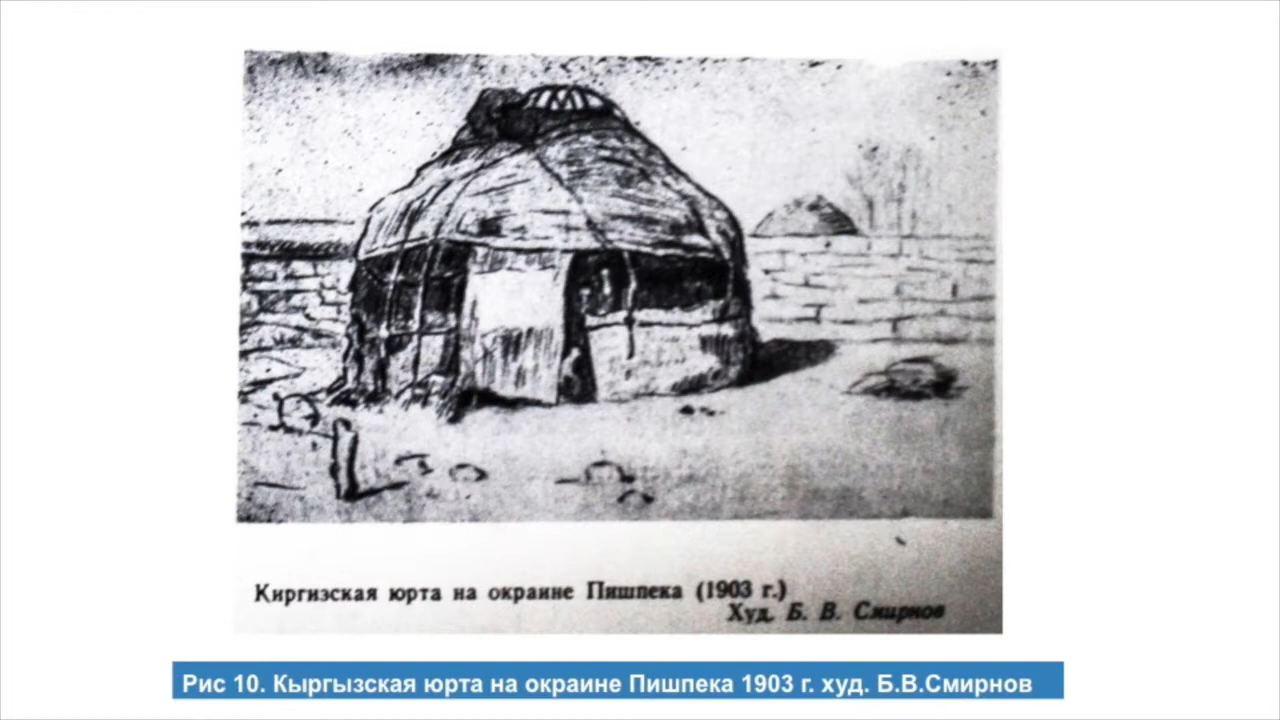 Киргизская юрта на окраине Пишпека (1903 г.)
Худ. Б. В. Смирнов
Рис 10. Кыргызская юрта на окраине Пишпека 1903 г. худ. Б.В.Смирнов